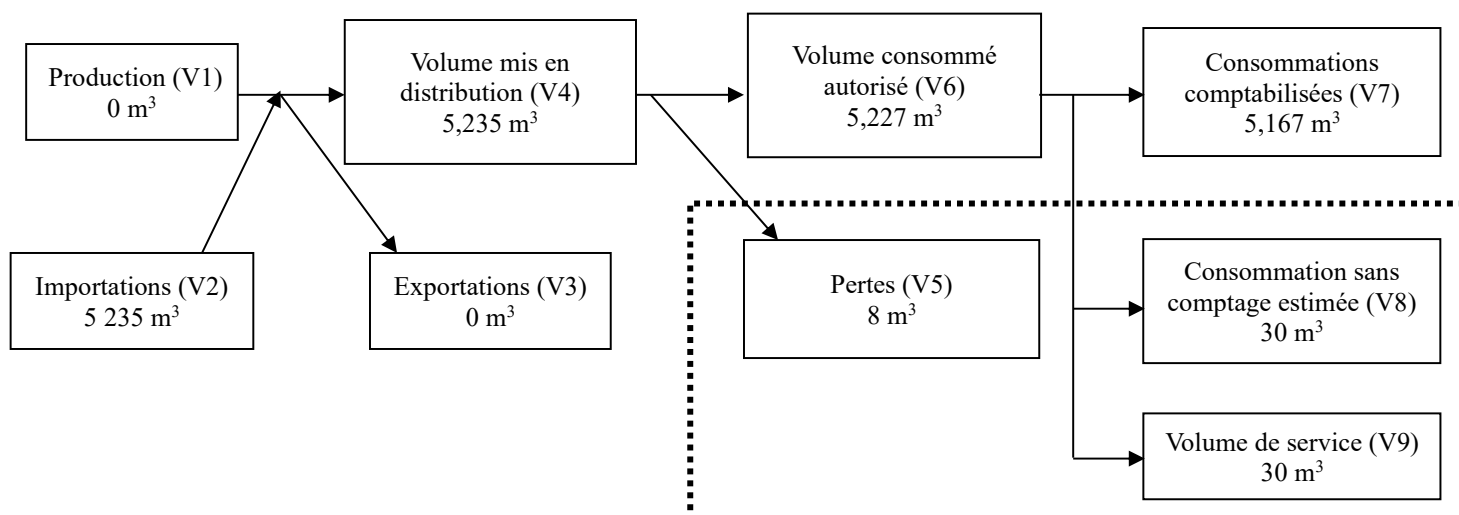 Production (V1)
0 m³
Volume mis en
distribution (V4)
5,235 m³
Volume consommé
autorisé (V6)
5,227 m³
Consommations
comptabilisées (V7)
5,167 m³
Importations (V2)
5 235 m³
Exportations (V3)
0 m³
Pertes (V5)
8 m³
Consommation sans
comptage estimée (V8)
30 m³
Volume de service (V9)
30 m³